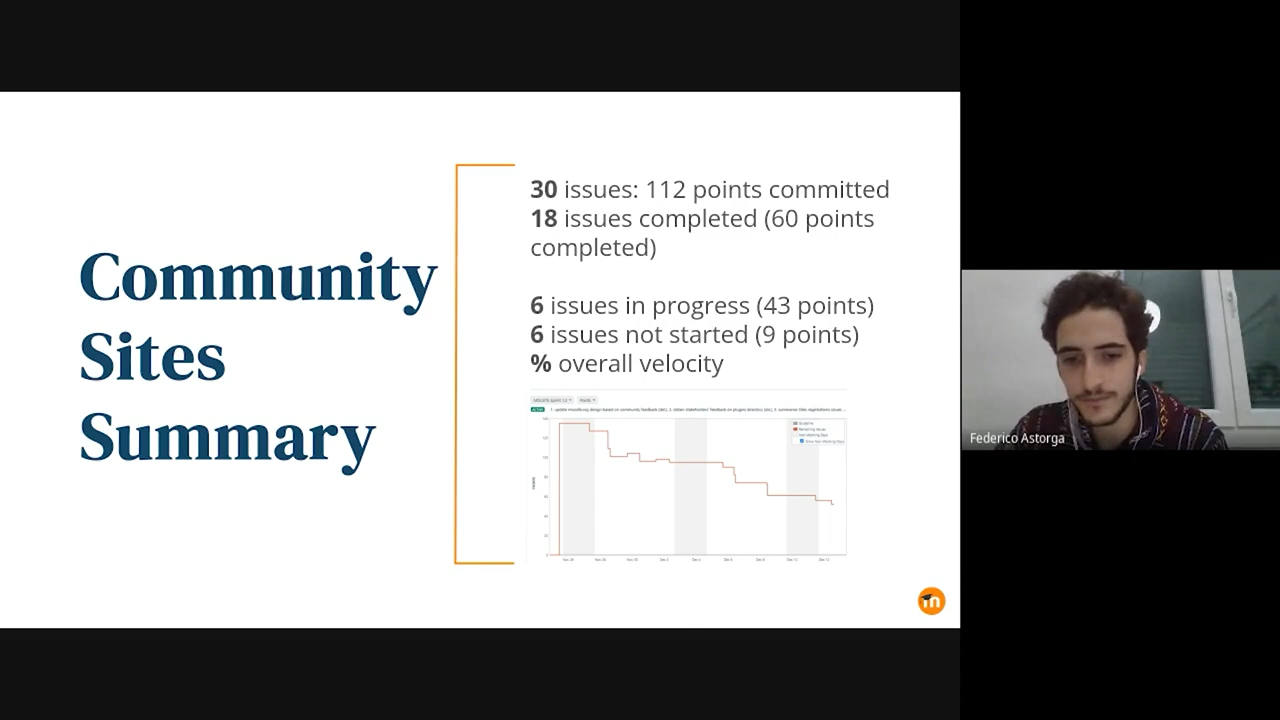 Community
Sites
Summary
30 issues: 112 points committed
18 issues completed (60 points
completed)
6 issues in progress (43 points)
6 issues not started (9 points)
% overall velocity
Federico Astorga
m